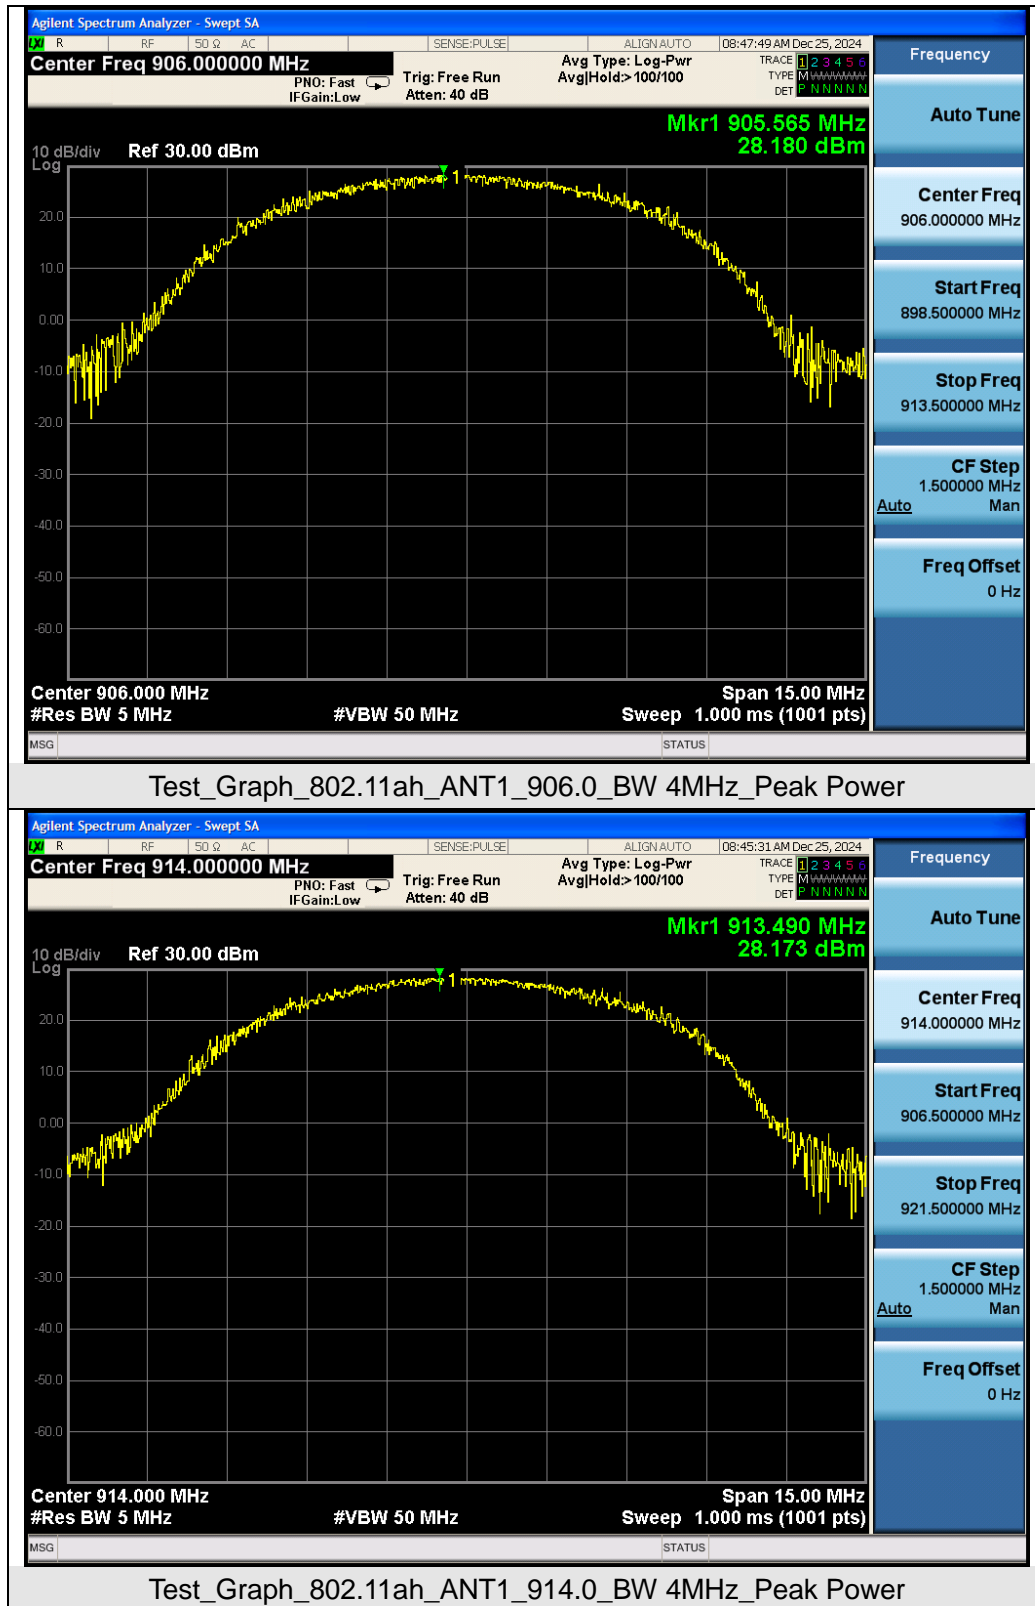 Agilent Spectrum Analyzer - Swept SA
LXI R RF 50 Ω AC SENSE:PULSE ALIGN AUTO 08:47:49 AM Dec 25, 2024
Center Freq 906.000000 MHz
PNO: Fast
IFGain:Low
Trig: Free Run
Atten: 40 dB
Avg Type: Log-Pwr
Avg|Hold:>100/100
TRACE 1 2 3 4 5 6
TYPE M WWWWW
DET P N N N N N
Mkr1 905.565 MHz
28.180 dBm
10 dB/div Ref 30.00 dBm
Log
1
20.0
10.0
0.00
-10.0
-20.0
-30.0
-40.0
-50.0
-60.0
Center 906.000 MHz Span 15.00 MHz
#Res BW 5 MHz #VBW 50 MHz Sweep 1.000 ms (1001 pts)
MSG STATUS
Frequency
Auto Tune
Center Freq
906.000000 MHz
Start Freq
898.500000 MHz
Stop Freq
913.500000 MHz
CF Step
1.500000 MHz
Auto Man
Freq Offset
0 Hz
Test_Graph_802.11ah_ANT1_906.0_BW 4MHz_Peak Power
Agilent Spectrum Analyzer - Swept SA
LXI R RF 50 Ω AC SENSE:PULSE ALIGN AUTO 08:45:31 AM Dec 25, 2024
Center Freq 914.000000 MHz
PNO: Fast
IFGain:Low
Trig: Free Run
Atten: 40 dB
Avg Type: Log-Pwr
Avg|Hold:>100/100
TRACE 1 2 3 4 5 6
TYPE M WWWWW
DET P N N N N N
Mkr1 913.490 MHz
28.173 dBm
10 dB/div Ref 30.00 dBm
Log
1
20.0
10.0
0.00
-10.0
-20.0
-30.0
-40.0
-50.0
-60.0
Center 914.000 MHz Span 15.00 MHz
#Res BW 5 MHz #VBW 50 MHz Sweep 1.000 ms (1001 pts)
MSG STATUS
Frequency
Auto Tune
Center Freq
914.000000 MHz
Start Freq
906.500000 MHz
Stop Freq
921.500000 MHz
CF Step
1.500000 MHz
Auto Man
Freq Offset
0 Hz
Test_Graph_802.11ah_ANT1_914.0_BW 4MHz_Peak Power